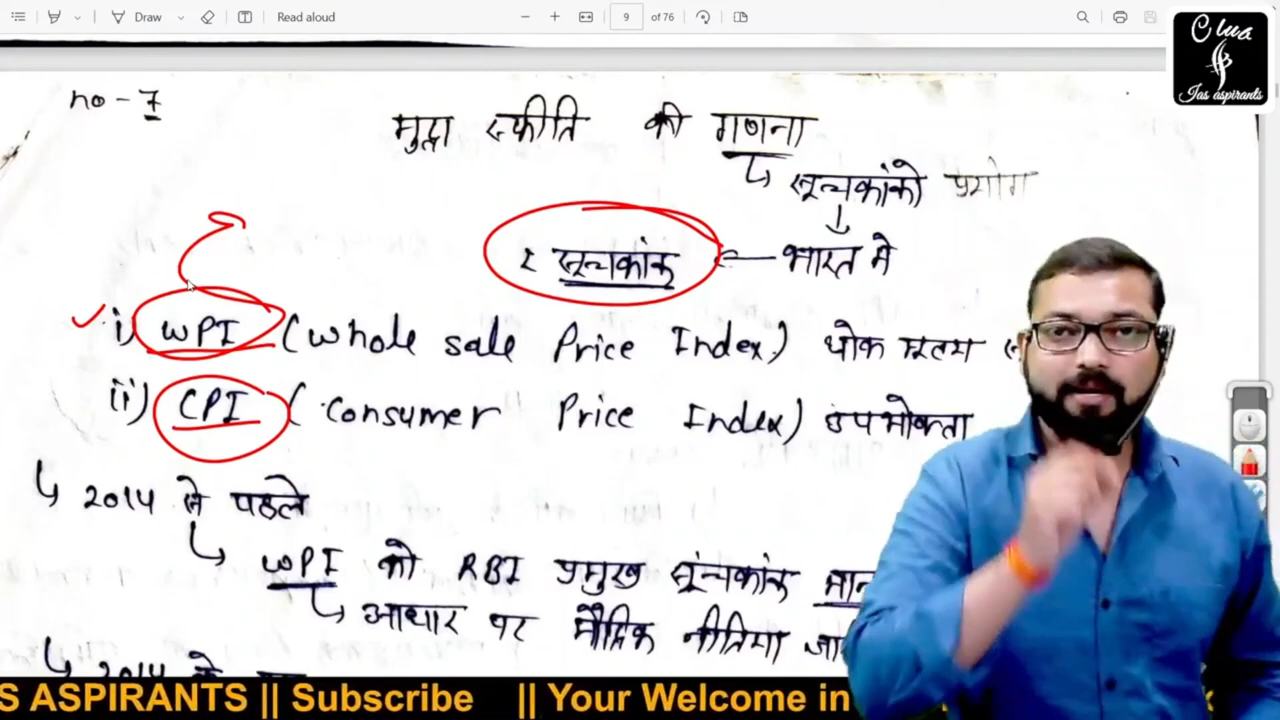 Draw
Read aloud
9 of 76
Clua
Ias aspirants
no - 7
मुद्रा स्फीति की गणना
सूचकांको प्रयोग
भारत में
2 सूचकांक
i) WPI (Whole sale Price Index) थोक मूल्य
ii) CPI (Consumer Price Index) उपभोक्ता
2014 से पहले
WPI को RBI प्रमुख सूचकांक
आधार पर मौद्रिक नीतिया
2014 के
S ASPIRANTS || Subscribe || Your Welcome in